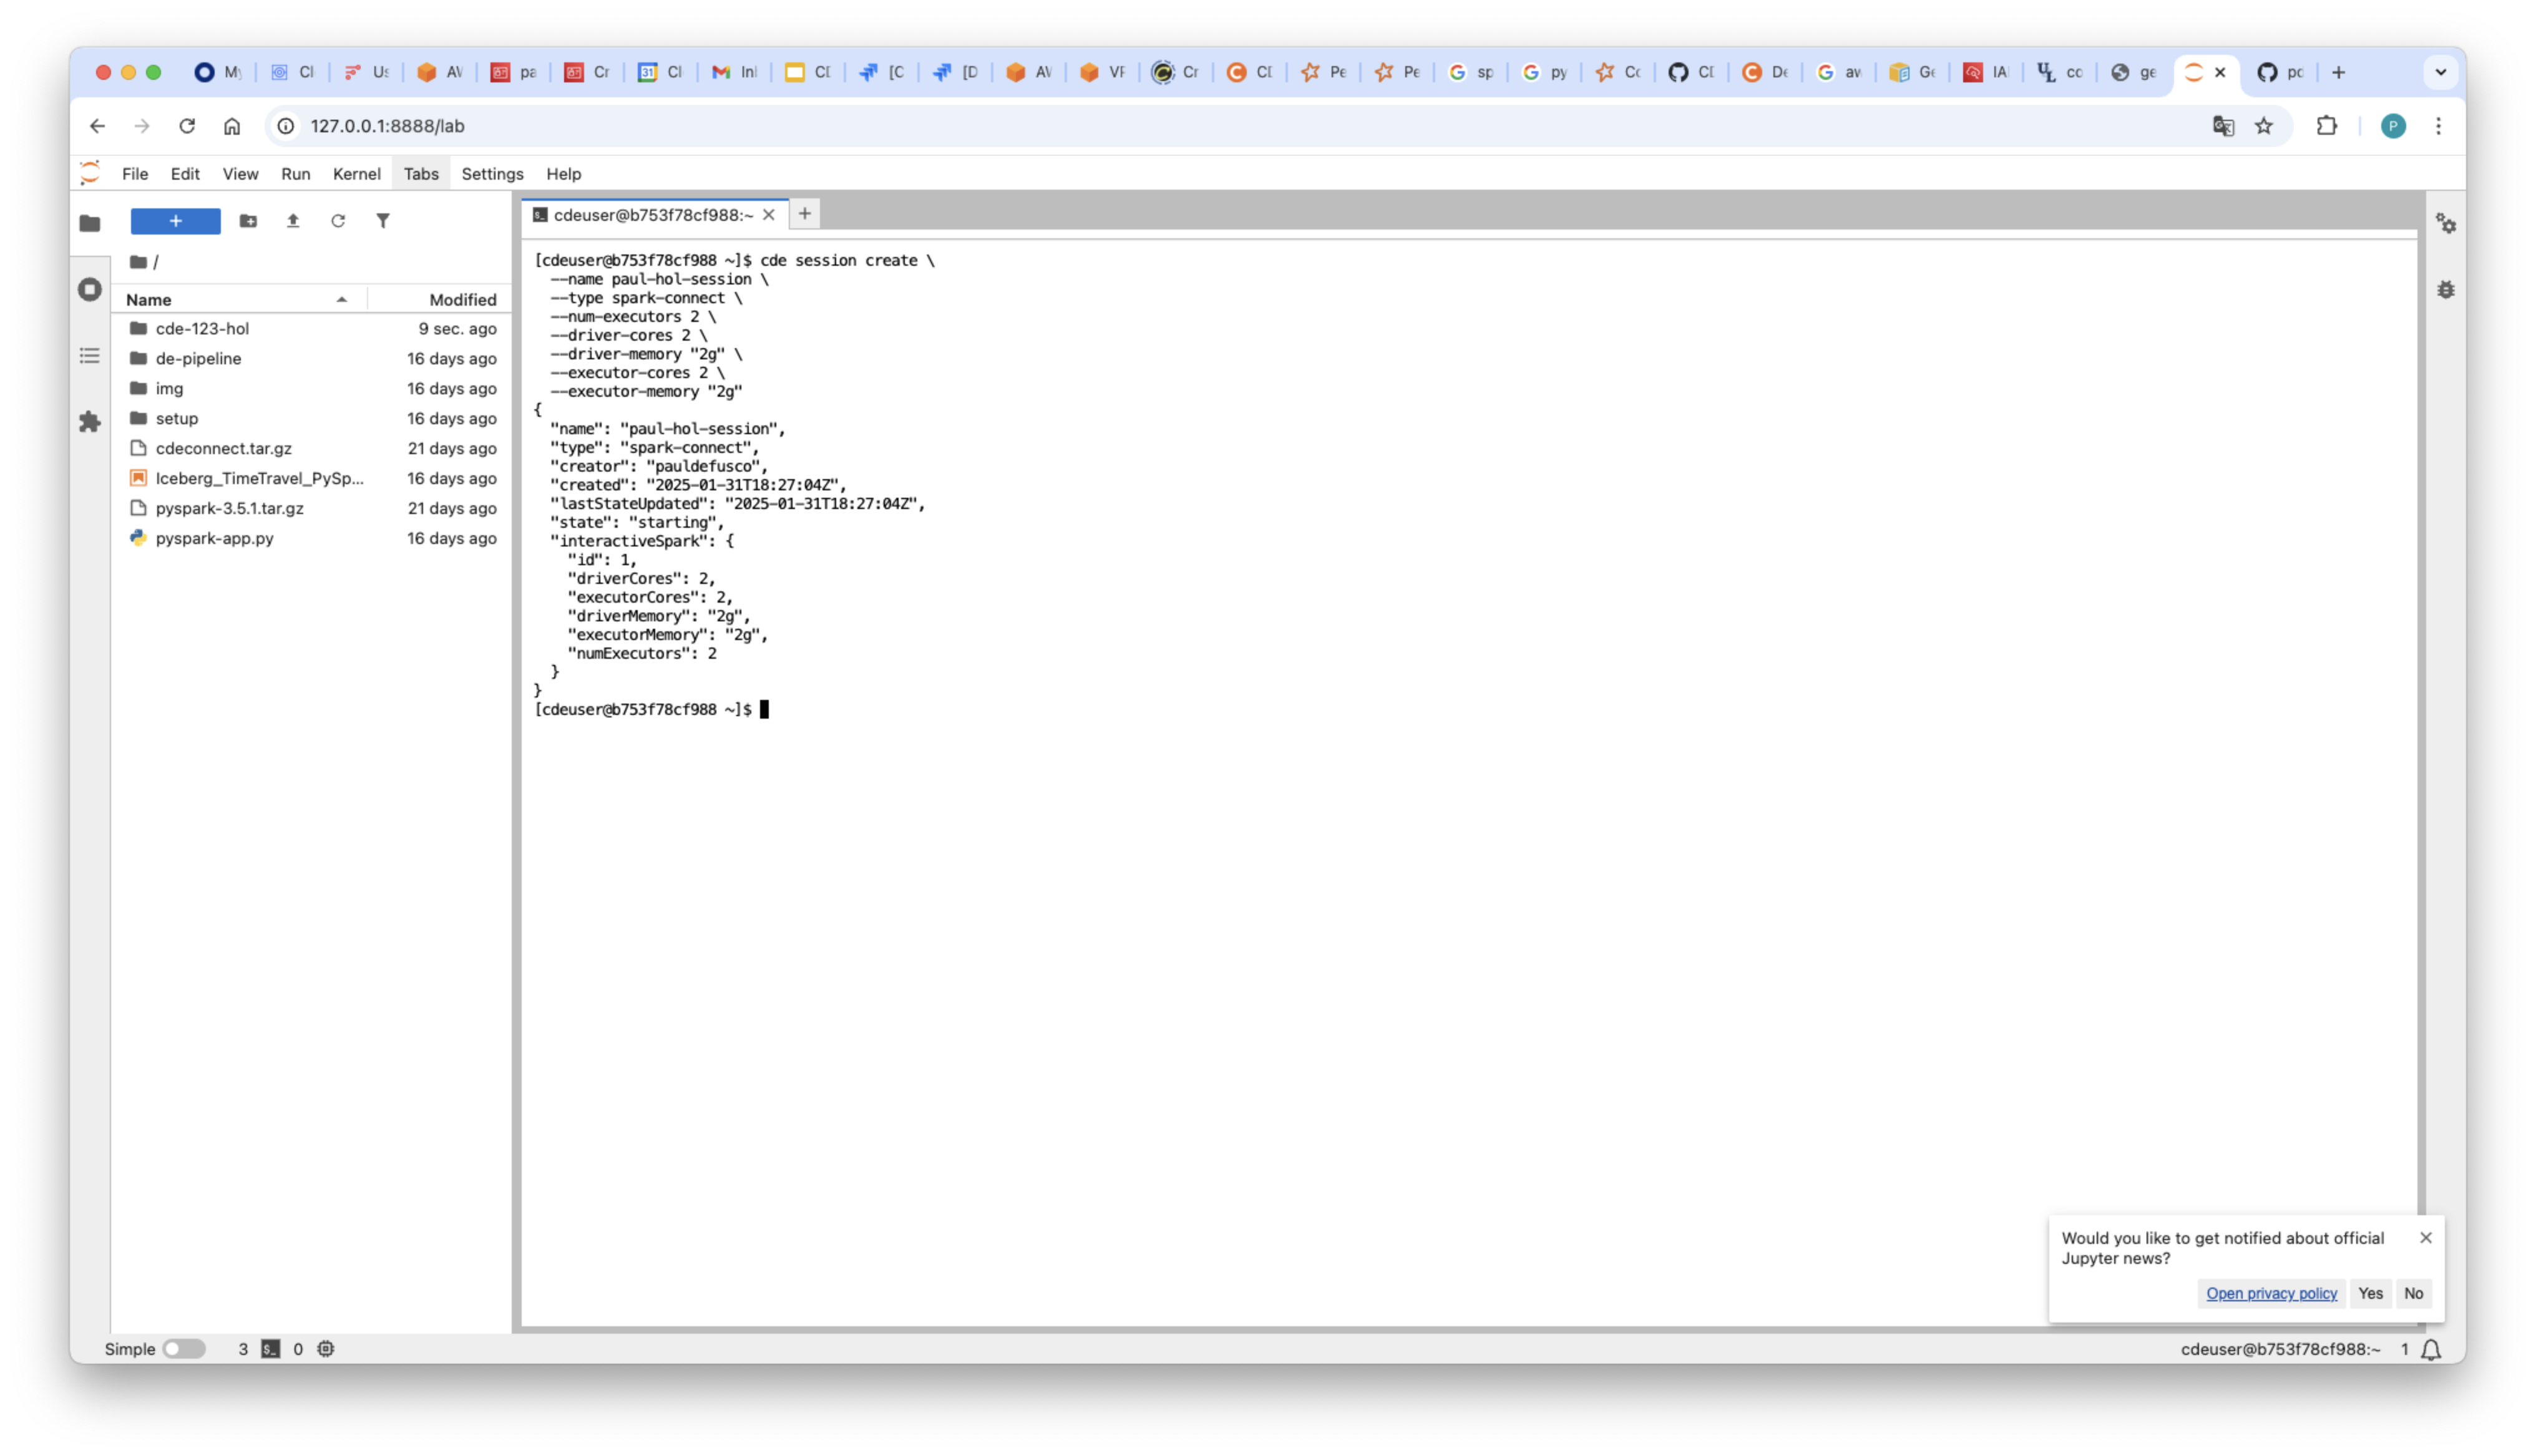 My
Cl
Us
AV
pa
Cr
31
Cl
In
CD
[C
[D
AV
VF
Cr
CD
Pe
Pe
sp
py
Cc
CD
De
av
Ge
IA
UL
cc
ge
pd
127.0.0.1:8888/lab
P
File Edit View Run Kernel Tabs Settings Help
cdeuser@b753f78cf988:~
/
Name Modified
cde-123-hol 9 sec. ago
de-pipeline 16 days ago
img 16 days ago
setup 16 days ago
cdeconnect.tar.gz 21 days ago
Iceberg_TimeTravel_PySp... 16 days ago
pyspark-3.5.1.tar.gz 21 days ago
pyspark-app.py 16 days ago
[cdeuser@b753f78cf988 ~]$ cde session create \
--name paul-hol-session \
--type spark-connect \
--num-executors 2 \
--driver-cores 2 \
--driver-memory "2g" \
--executor-cores 2 \
--executor-memory "2g"
{
"name": "paul-hol-session",
"type": "spark-connect",
"creator": "pauldefusco",
"created": "2025-01-31T18:27:04Z",
"lastStateUpdated": "2025-01-31T18:27:04Z",
"state": "starting",
"interactiveSpark": {
"id": 1,
"driverCores": 2,
"executorCores": 2,
"driverMemory": "2g",
"executorMemory": "2g",
"numExecutors": 2
}
}
[cdeuser@b753f78cf988 ~]$
Would you like to get notified about official
Jupyter news?
Open privacy policy Yes No
Simple 3 $_ 0 cdeuser@b753f78cf988:~ 1